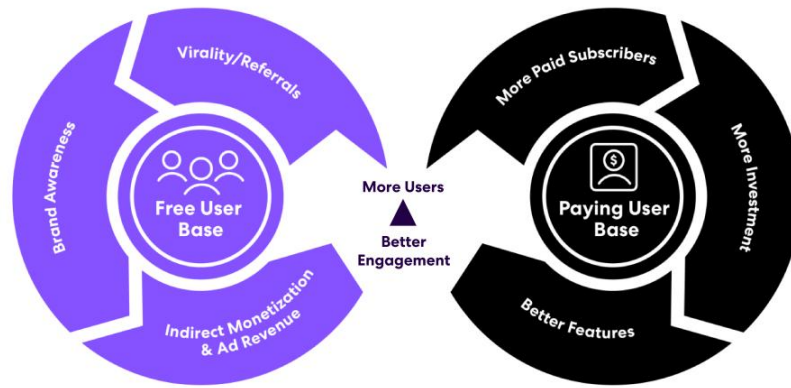 Virality/Referrals
Brand Awareness
Free User
Base
Indirect Monetization
& Ad Revenue
More Users
Better
Engagement
More Paid Subscribers
More Investment
$
Paying User
Base
Better Features